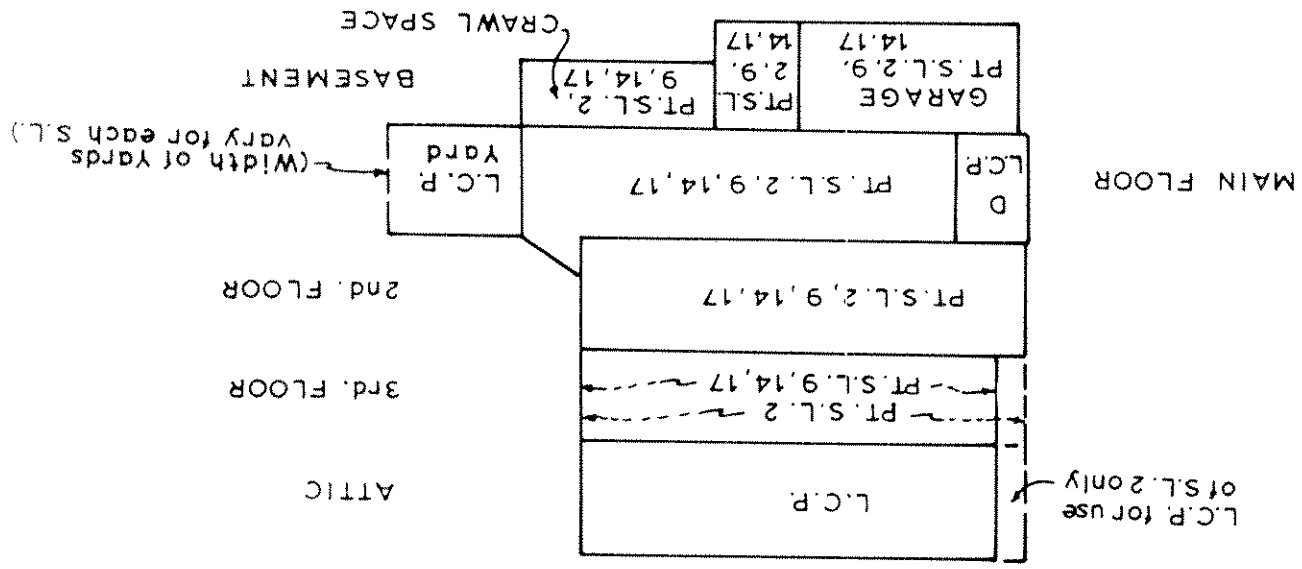 L.C.P. for use
of S.L. 2 only
L.C.P.
ATTIC
PT. S.L. 2
PT. S.L. 9, 14, 17
3rd. FLOOR
PT. S.L. 2, 9, 14, 17
2nd. FLOOR
MAIN FLOOR
D
L.C.P.
PT. S.L. 2, 9, 14, 17
L.C.P.
Yard
(Width of Yards
vary for each S.L.)
GARAGE
PT. S.L. 2, 9,
14, 17
PT. S.L.
2, 9,
14, 17
PT. S.L. 2,
9, 14, 17
BASEMENT
CRAWL SPACE